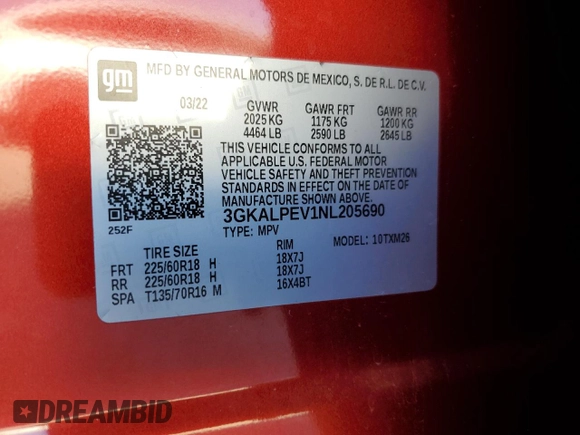 gm MFD BY GENERAL MOTORS DE MEXICO, S. DE R.L. DE C.V.
03/22 GVWR GAWR FRT GAWR RR
2025 KG 1175 KG 1200 KG
4464 LB 2590 LB 2645 LB
THIS VEHICLE CONFORMS TO ALL
APPLICABLE U.S. FEDERAL MOTOR
VEHICLE SAFETY AND THEFT PREVENTION
STANDARDS IN EFFECT ON THE DATE OF
MANUFACTURE SHOWN ABOVE.
3GKALPEV1NL205690
252F TYPE: MPV MODEL: 10TXM26
TIRE SIZE RIM
FRT 225/60R18 H 18X7J
RR 225/60R18 H 18X7J
SPA T135/70R16 M 16X4BT
DREAMBID